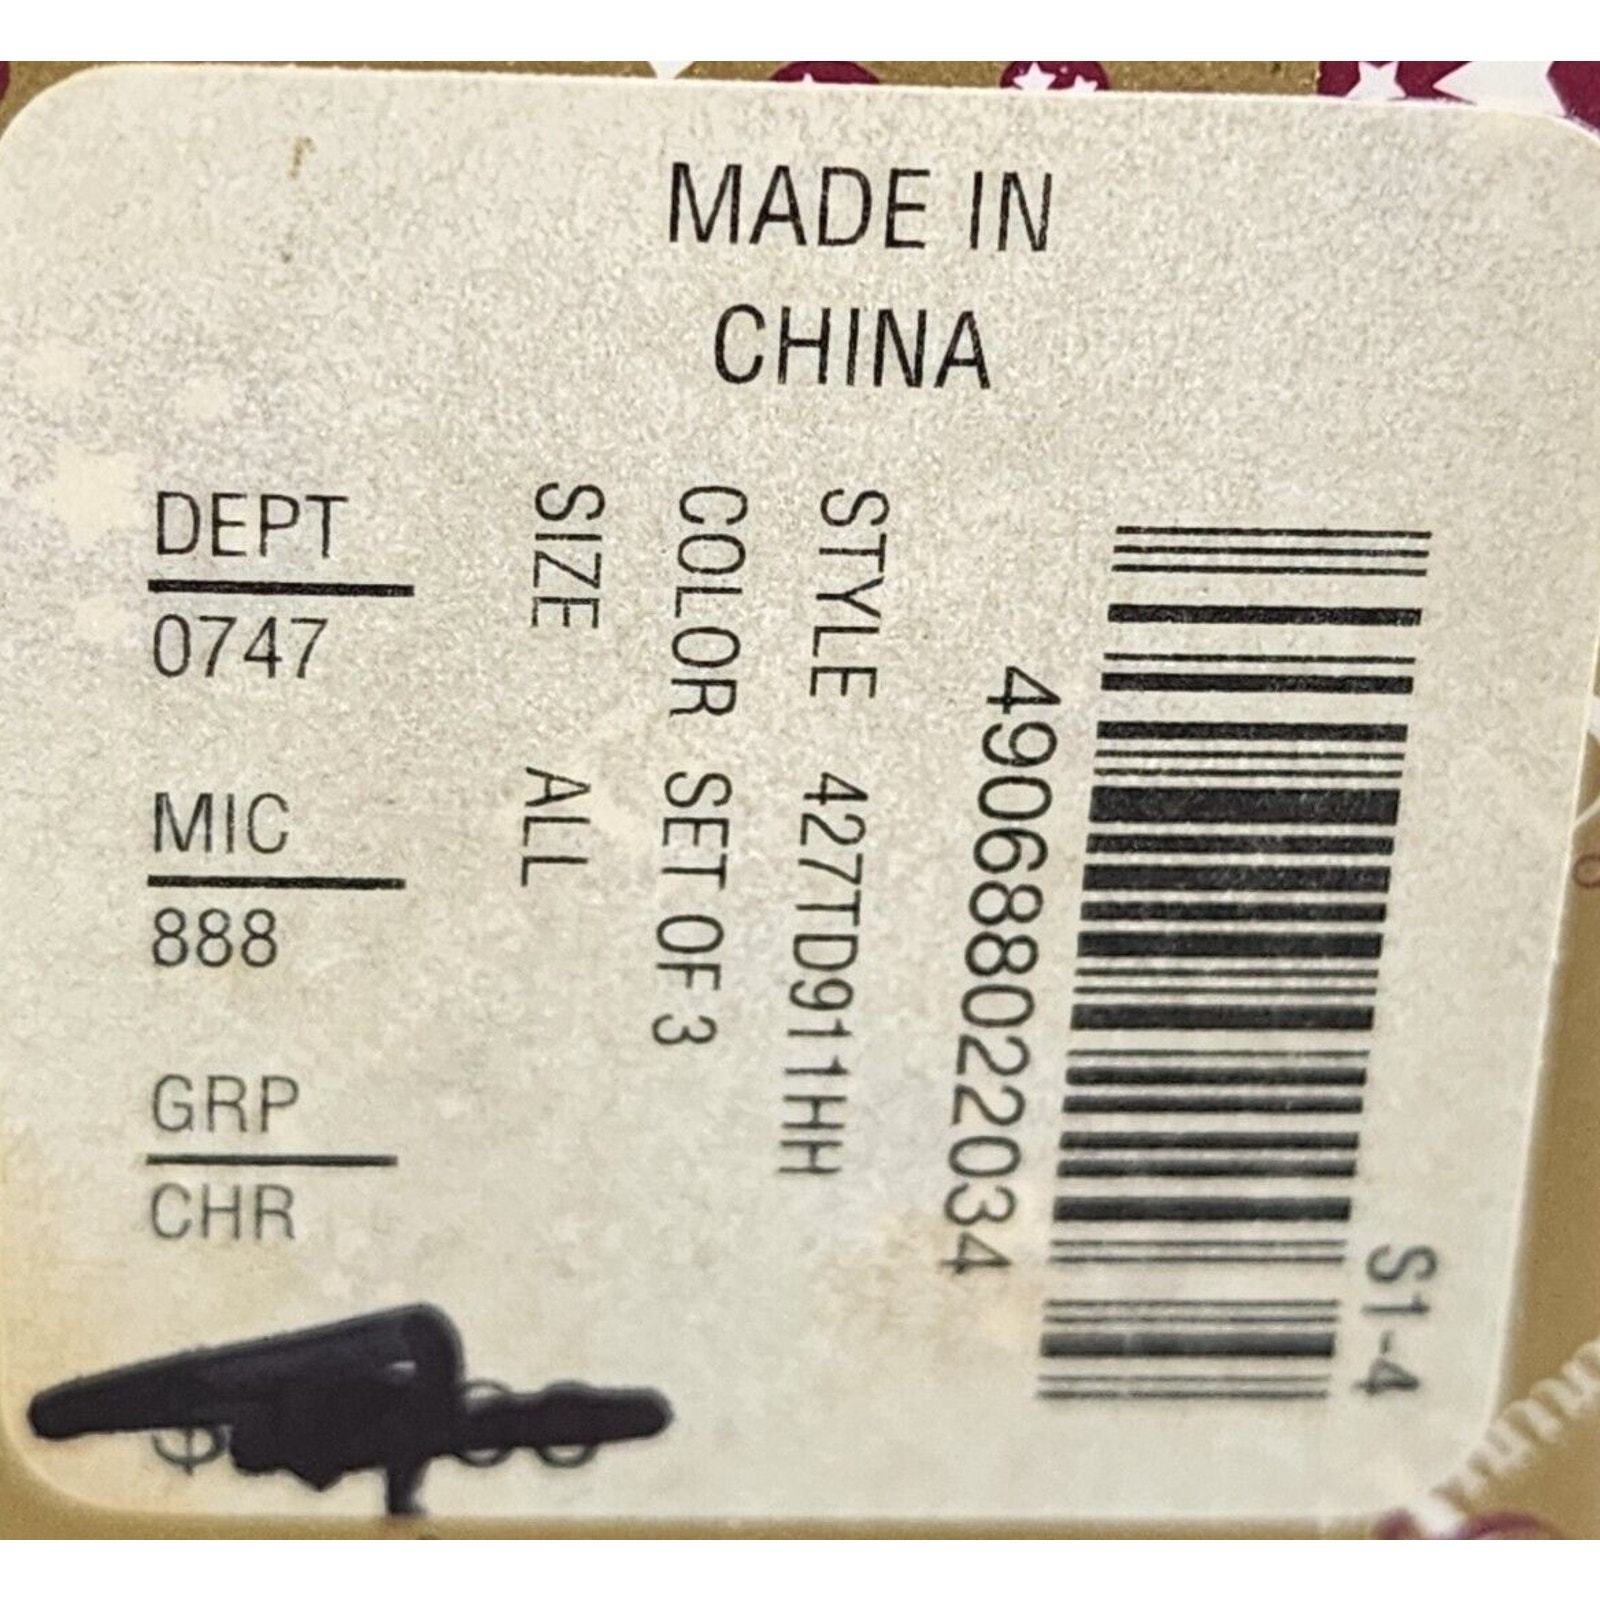 MADE IN
CHINA
DEPT
0747
MIC
888
GRP
CHR
SIZE ALL
COLOR SET OF 3
STYLE 427TD911HH
490688022034
S1-4
$